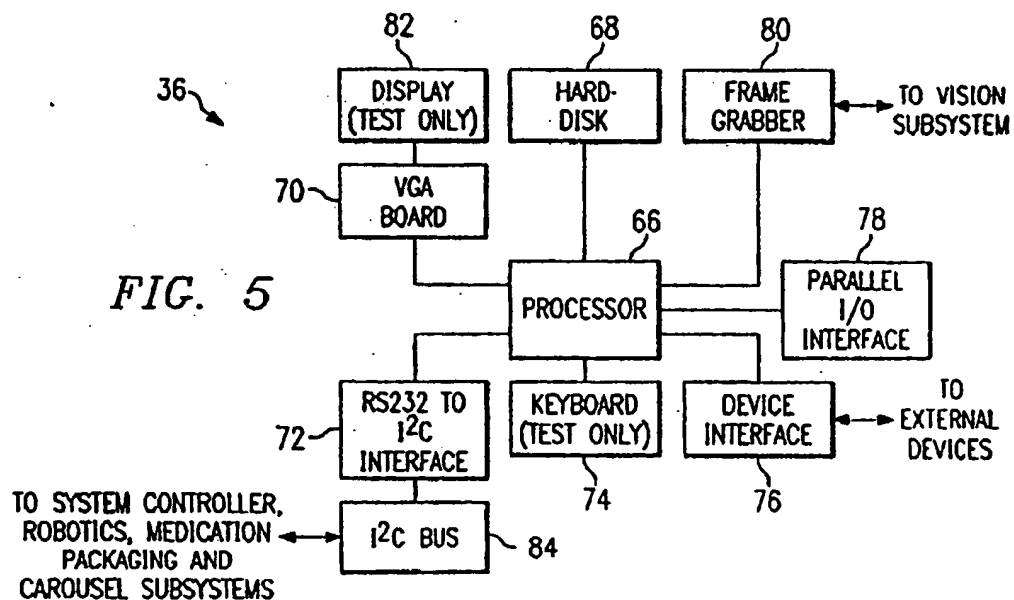 82
68
80
36
DISPLAY
(TEST ONLY)
HARD-
DISK
FRAME
GRABBER
TO VISION
SUBSYSTEM
70
VGA
BOARD
66
78
FIG. 5
PROCESSOR
PARALLEL
I/O
INTERFACE
72
RS232 TO
I²C
INTERFACE
KEYBOARD
(TEST ONLY)
DEVICE
INTERFACE
TO
EXTERNAL
DEVICES
74
76
TO SYSTEM CONTROLLER,
ROBOTICS, MEDICATION
PACKAGING AND
CAROUSEL SUBSYSTEMS
I²C BUS
84